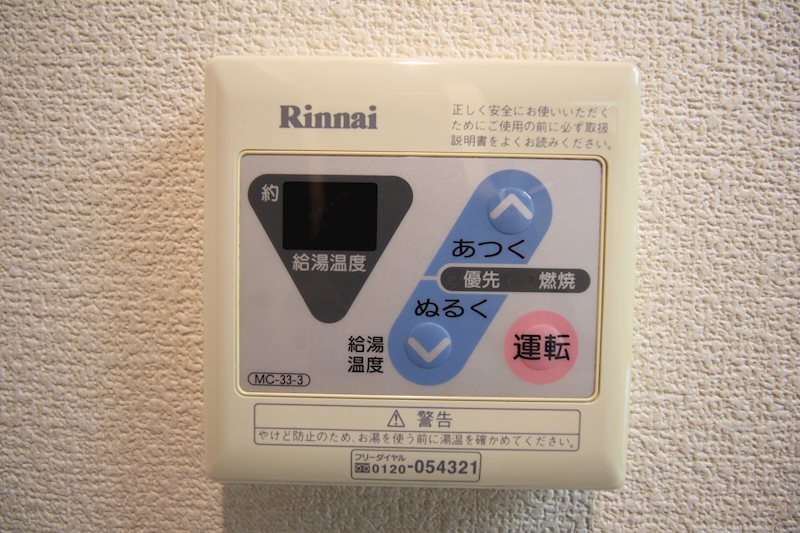 Rinnai
正しく安全にお使いいただく
ためにご使用の前に必ず取扱
説明書をよくお読みください。
約
給湯温度
あつく
優先 燃焼
ぬるく
給湯
温度
運転
MC-33-3
⚠ 警告
やけど防止のため、お湯を使う前に湯温を確かめてください。
フリーダイヤル
0120-054321